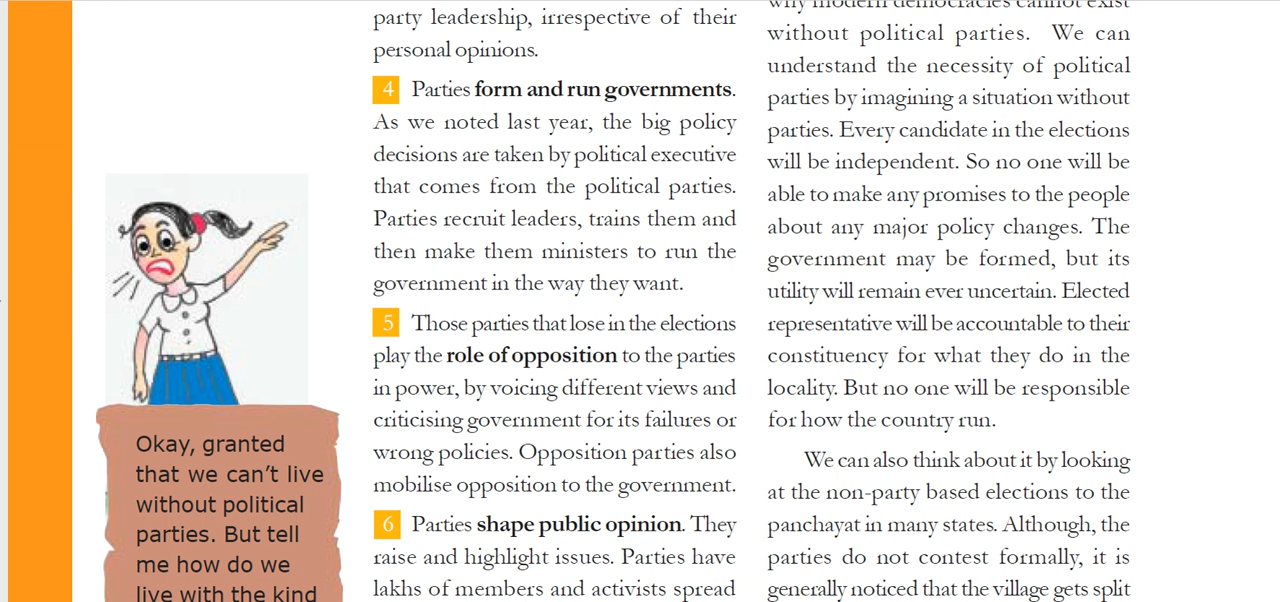 party leadership, irrespective of their
personal opinions.
4 Parties form and run governments.
As we noted last year, the big policy
decisions are taken by political executive
that comes from the political parties.
Parties recruit leaders, trains them and
then make them ministers to run the
government in the way they want.
5 Those parties that lose in the elections
play the role of opposition to the parties
in power, by voicing different views and
criticising government for its failures or
wrong policies. Opposition parties also
mobilise opposition to the government.
6 Parties shape public opinion. They
raise and highlight issues. Parties have
lakhs of members and activists spread
why modern democracies cannot exist
without political parties. We can
understand the necessity of political
parties by imagining a situation without
parties. Every candidate in the elections
will be independent. So no one will be
able to make any promises to the people
about any major policy changes. The
government may be formed, but its
utility will remain ever uncertain. Elected
representative will be accountable to their
constituency for what they do in the
locality. But no one will be responsible
for how the country run.
We can also think about it by looking
at the non-party based elections to the
panchayat in many states. Although, the
parties do not contest formally, it is
generally noticed that the village gets split
Okay, granted
that we can't live
without political
parties. But tell
me how do we
live with the kind